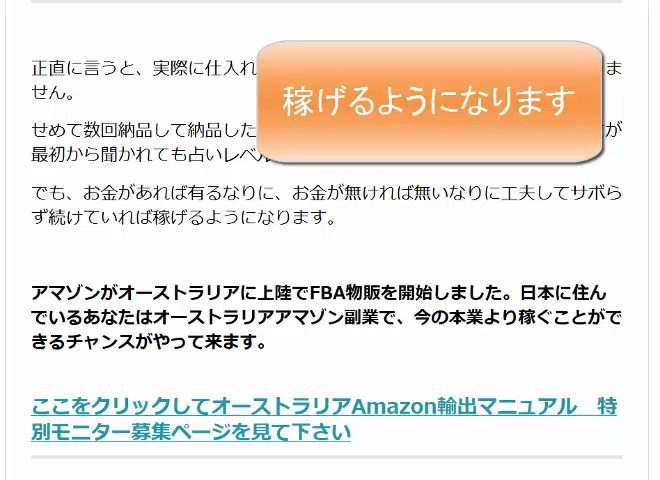 正直に言うと、実際に仕入れ
稼げるようになります
ま
せん。
せめて数回納品して納品した
が
最初から聞かれても占いレベル
でも、お金があれば有るなりに、お金が無ければ無いなりに工夫してサボら
ず続けていれば稼げるようになります。
アマゾンがオーストラリアに上陸でFBA物販を開始しました。日本に住ん
でいるあなたはオーストラリアアマゾン副業で、今の本業より稼ぐことがで
きるチャンスがやって来ます。
ここをクリックしてオーストラリアAmazon輸出マニュアル　特
別モニター募集ページを見て下さい